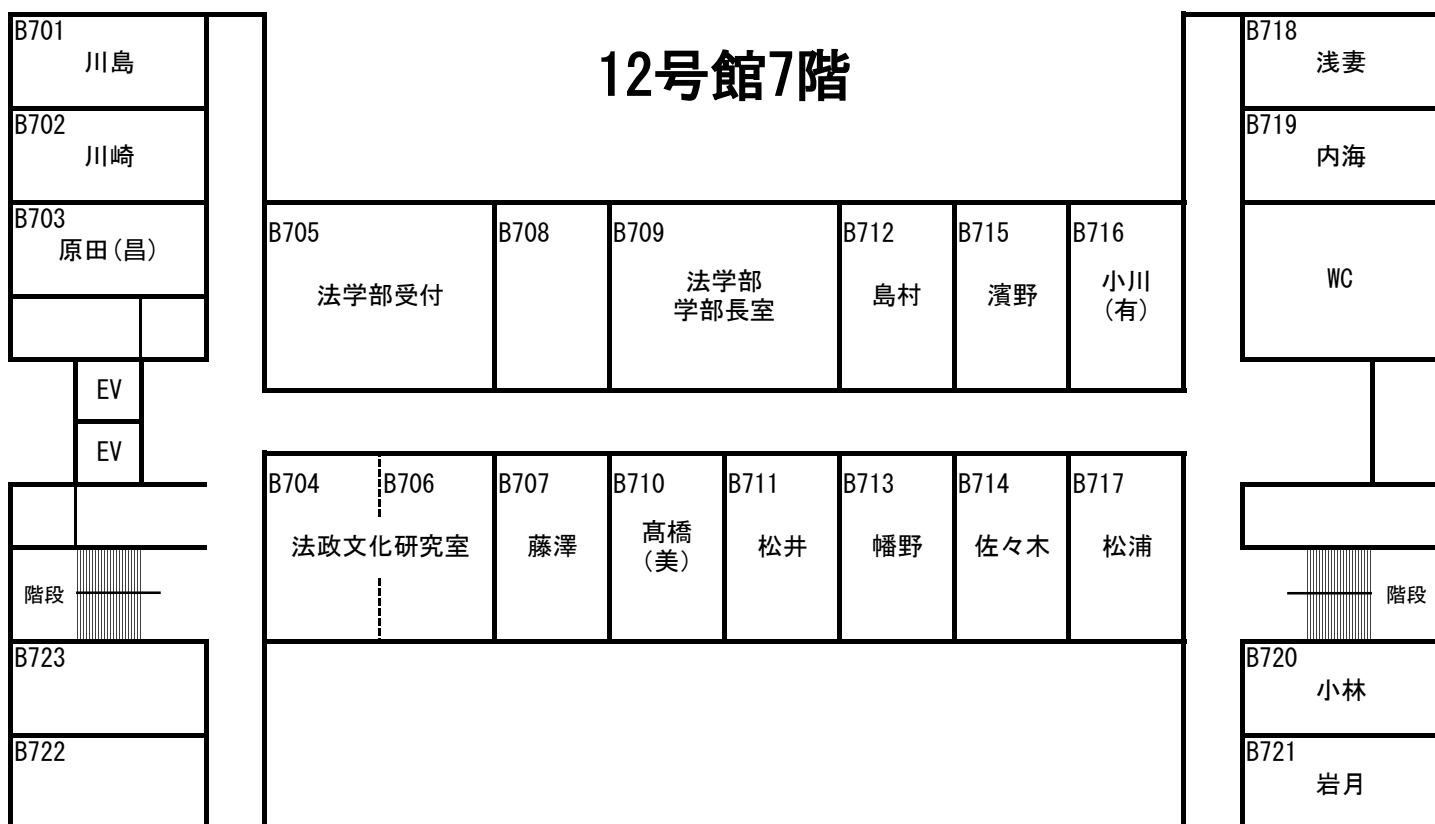 12号館7階
B701
川島
B702
川崎
B703
原田(昌)
EV
EV
階段
B723
B722
B705
法学部受付
B708
B709
法学部
学部長室
B712
島村
B715
濱野
B716
小川
(有)
B704
B706
法政文化研究室
B707
藤澤
B710
髙橋
(美)
B711
松井
B713
幡野
B714
佐々木
B717
松浦
B718
浅妻
B719
内海
WC
階段
B720
小林
B721
岩月